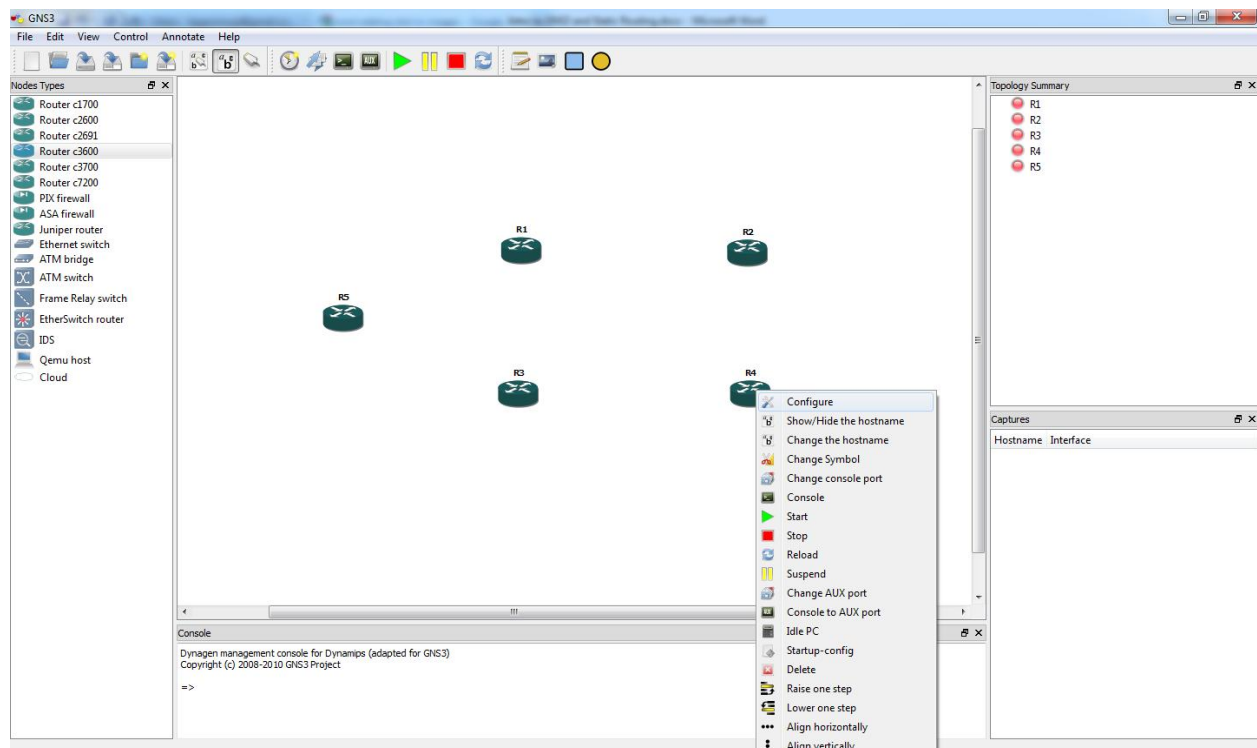 GNS3
File Edit View Control Annotate Help
AUX
Nodes Types
Router c1700
Router c2600
Router c2691
Router c3600
Router c3700
Router c7200
PIX firewall
ASA firewall
Juniper router
Ethernet switch
ATM bridge
ATM switch
Frame Relay switch
EtherSwitch router
IDS
Qemu host
Cloud
R1
R2
R5
R3
R4
Configure
Show/Hide the hostname
Change the hostname
Change Symbol
Change console port
Console
Start
Stop
Reload
Suspend
Change AUX port
Console to AUX port
Idle PC
Startup-config
Delete
Raise one step
Lower one step
Align horizontally
Align vertically
Topology Summary
R1
R2
R3
R4
R5
Captures
Hostname Interface
Console
Dynagen management console for Dynamips (adapted for GNS3)
Copyright (c) 2008-2010 GNS3 Project
=>